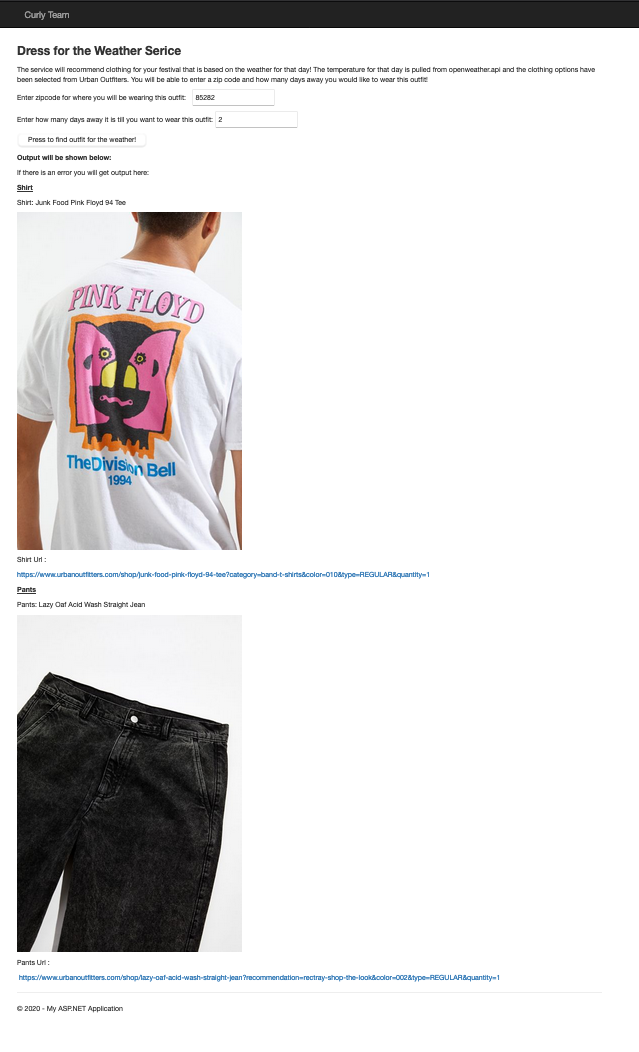 Curly Team
Dress for the Weather Serice
The service will recommend clothing for your festival that is based on the weather for that day! The temperature for that day is pulled from openweather.api and the clothing options have
been selected from Urban Outfiters. You will be able to enter a zip code and how many days away you would like to wear this outfit!
Enter zipcode for where you will be wearing this outfit: 85282
Enter how many days away it is till you want to wear this outfit: 2
Press to find outfit for the weather!
Output will be shown below:
If there is an error you will get output here:
Shirt
Shirt: Junk Food Pink Floyd 94 Tee
PINK FLOYD
The Division Bell
1994
Shirt Url :
https://www.urbanoutfitters.com/shop/junk-food-pink-floyd-94-tee?category=band-t-shirts&color=010&type=REGULAR&quantity=1
Pants
Pants: Lazy Oaf Acid Wash Straight Jean
Pants Url :
https://www.urbanoutfitters.com/shop/lazy-oaf-acid-wash-straight-jean?recommendation=rectray-shop-the-look&color=002&type=REGULAR&quantity=1
© 2020 - My ASP.NET Application